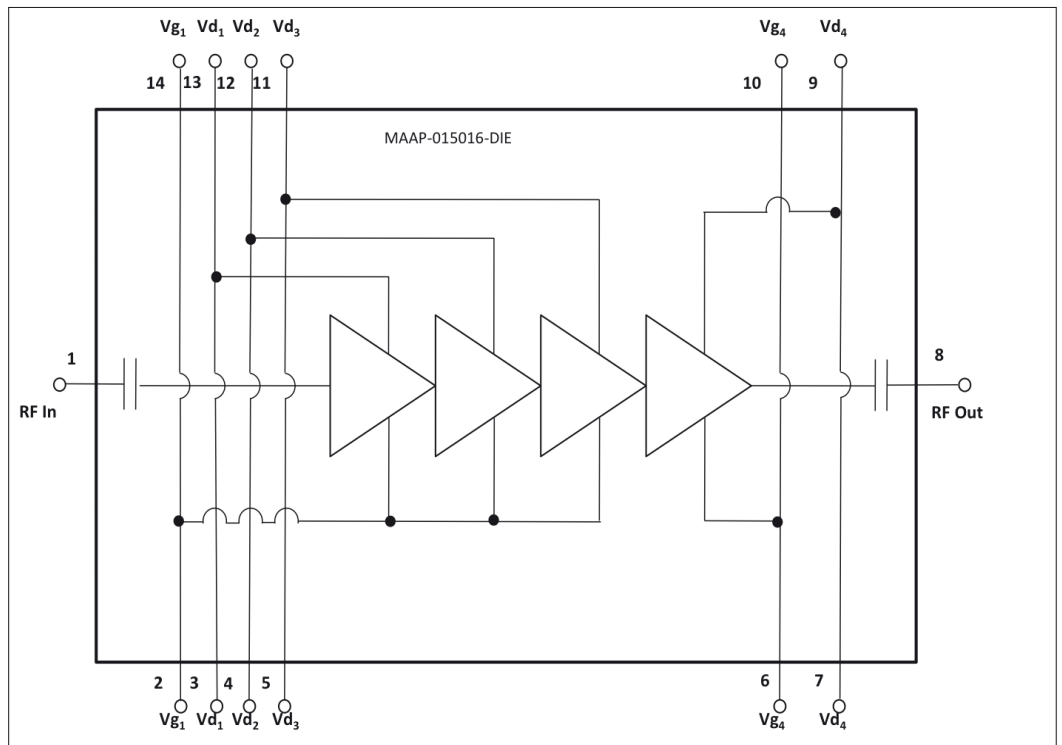 Vg₁ Vd₁ Vd₂ Vd₃ Vg₄ Vd₄
14 13 12 11 10 9
MAAP-015016-DIE
1 8
RF In RF Out
2 3 4 5 6 7
Vg₁ Vd₁ Vd₂ Vd₃ Vg₄ Vd₄